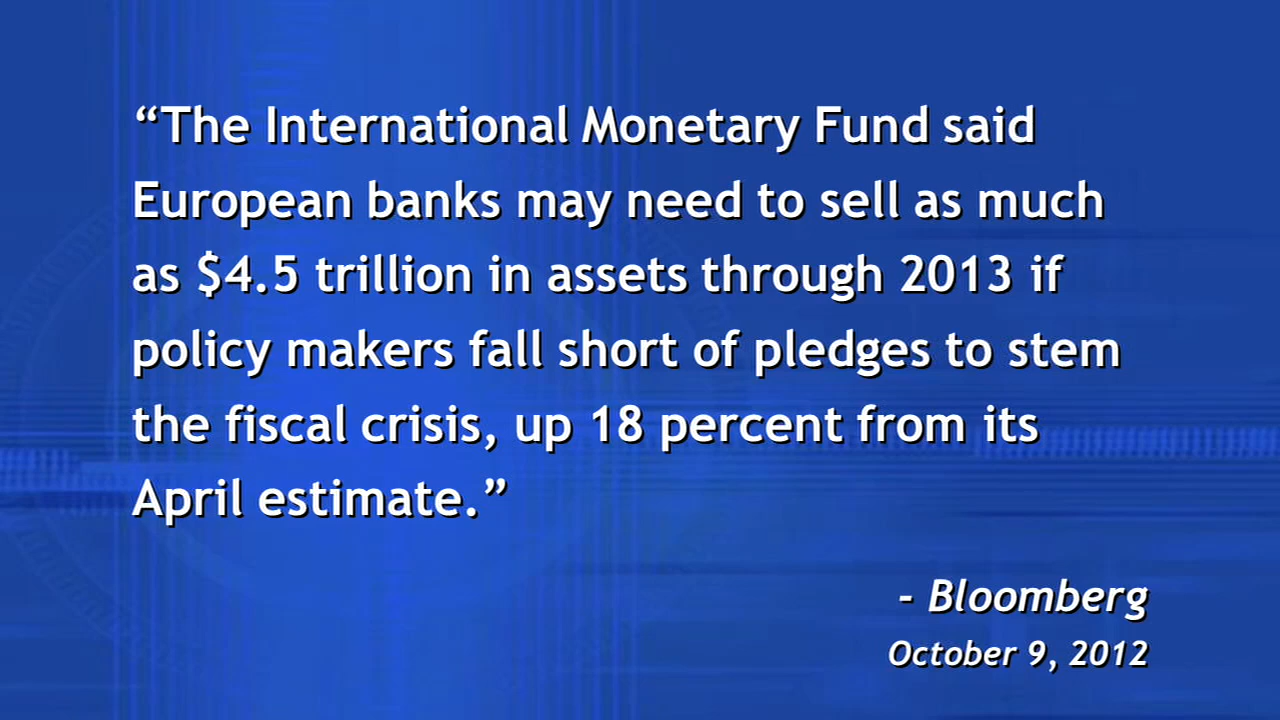 “The International Monetary Fund said
European banks may need to sell as much
as $4.5 trillion in assets through 2013 if
policy makers fall short of pledges to stem
the fiscal crisis, up 18 percent from its
April estimate.”
- Bloomberg
October 9, 2012